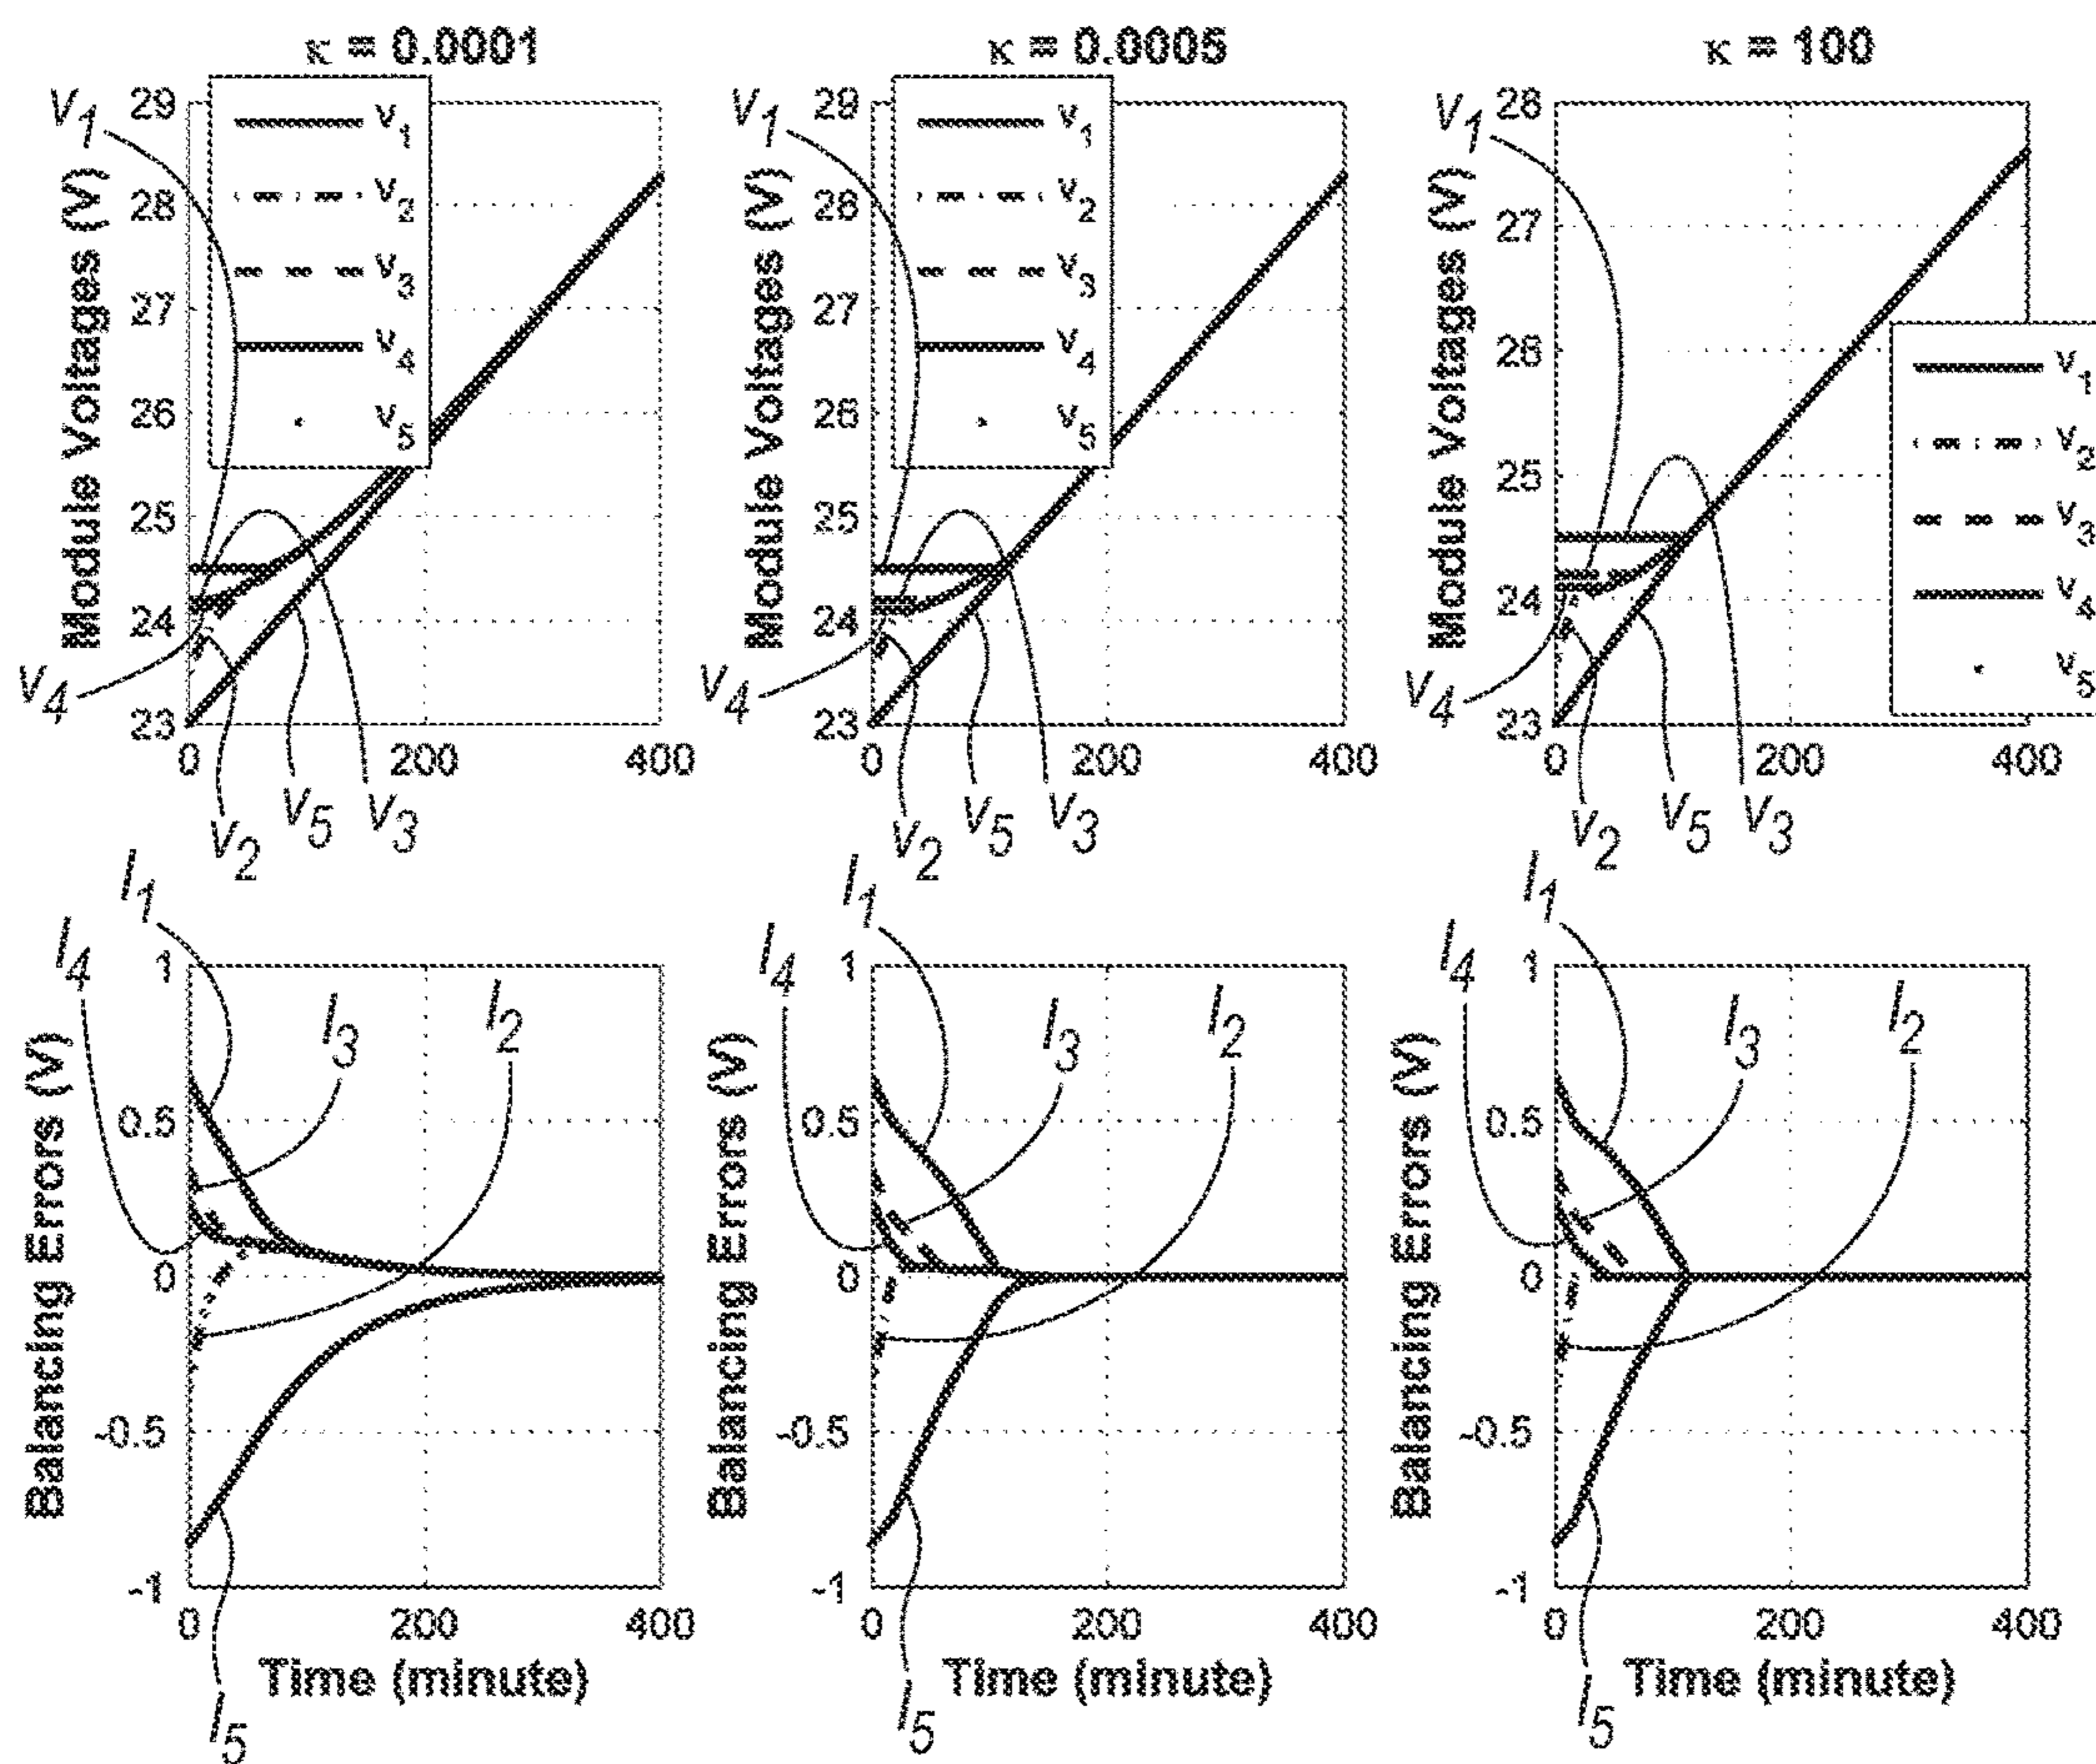 κ = 0.0001
V1
29
28
27
26
25
24
23
Module Voltages (V)
v1
v2
v3
v4
v5
V4
0 200 400
V2 V5 V3
κ = 0.0005
V1
29
28
27
26
25
24
23
Module Voltages (V)
v1
v2
v3
v4
v5
V4
0 200 400
V2 V5 V3
κ = 100
V1
28
27
26
25
24
23
Module Voltages (V)
v1
v2
v3
v4
v5
V4
0 200 400
V2 V5 V3
I1
I4
I3
I2
1
0.5
0
-0.5
-1
Balancing Errors (V)
0 200 400
Time (minute)
I5
I1
I4
I3
I2
1
0.5
0
-0.5
-1
Balancing Errors (V)
0 200 400
Time (minute)
I5
I1
I4
I3
I2
1
0.5
0
-0.5
-1
Balancing Errors (V)
0 200 400
Time (minute)
I5